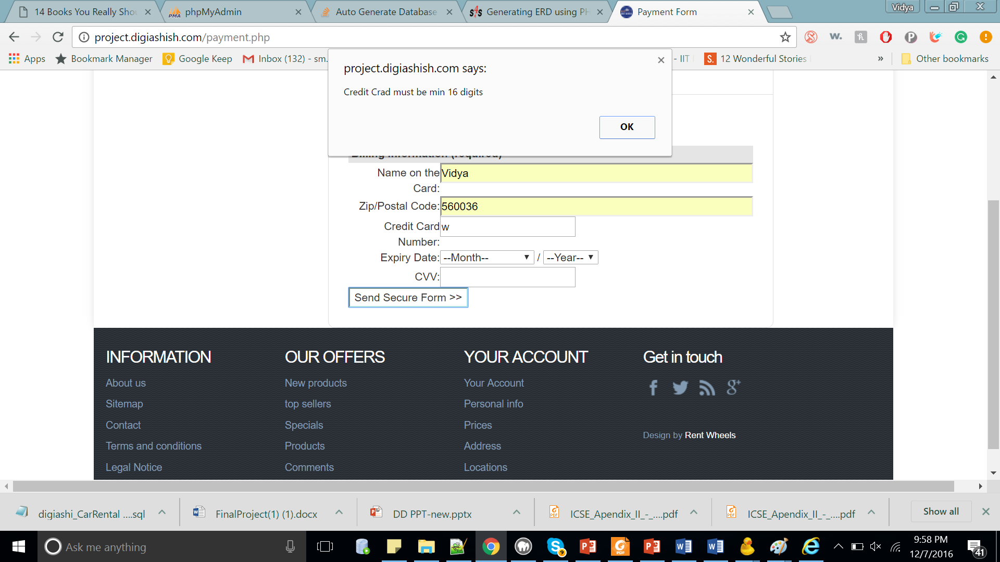 14 Books You Really Shou
phpMyAdmin
Auto Generate Database
Generating ERD using PH
Payment Form
Vidya
project.digiashish.com/payment.php
Apps
Bookmark Manager
Google Keep
Inbox (132) - sm.
- IIT
12 Wonderful Stories
»
Other bookmarks
project.digiashish.com says:
Credit Crad must be min 16 digits
OK
Billing Information (required)
Name on the
Card:
Vidya
Zip/Postal Code:
560036
Credit Card
Number:
w
Expiry Date:
--Month--
/
--Year--
CVV:
Send Secure Form >>
INFORMATION
About us
Sitemap
Contact
Terms and conditions
Legal Notice
OUR OFFERS
New products
top sellers
Specials
Products
Comments
YOUR ACCOUNT
Your Account
Personal info
Prices
Address
Locations
Get in touch
Design by Rent Wheels
digiashi_CarRental ....sql
FinalProject(1) (1).docx
DD PPT-new.pptx
ICSE_Apendix_II_-_....pdf
ICSE_Apendix_II_-_....pdf
Show all
Ask me anything
9:58 PM
12/7/2016
41